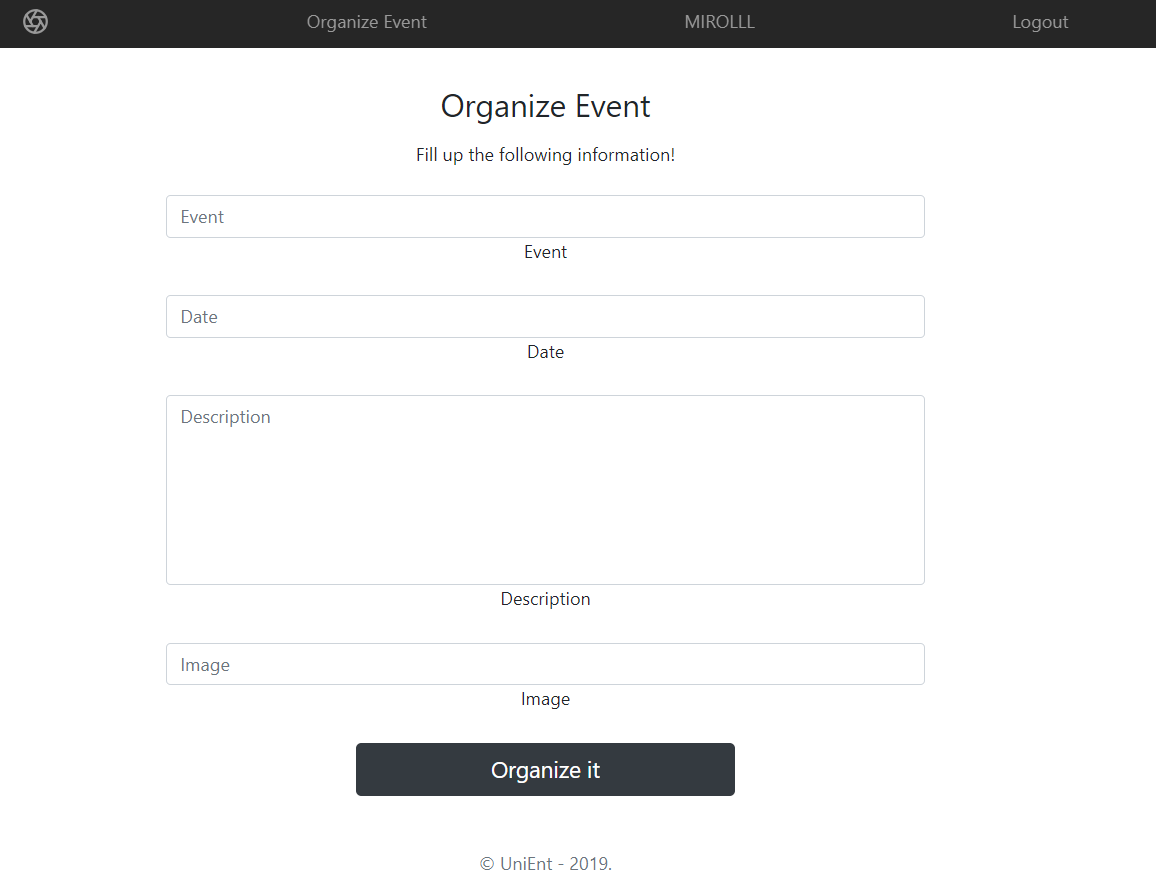 Organize Event MIROLLL Logout
Organize Event
Fill up the following information!
Event
Event
Date
Date
Description
Description
Image
Image
Organize it
© UniEnt - 2019.